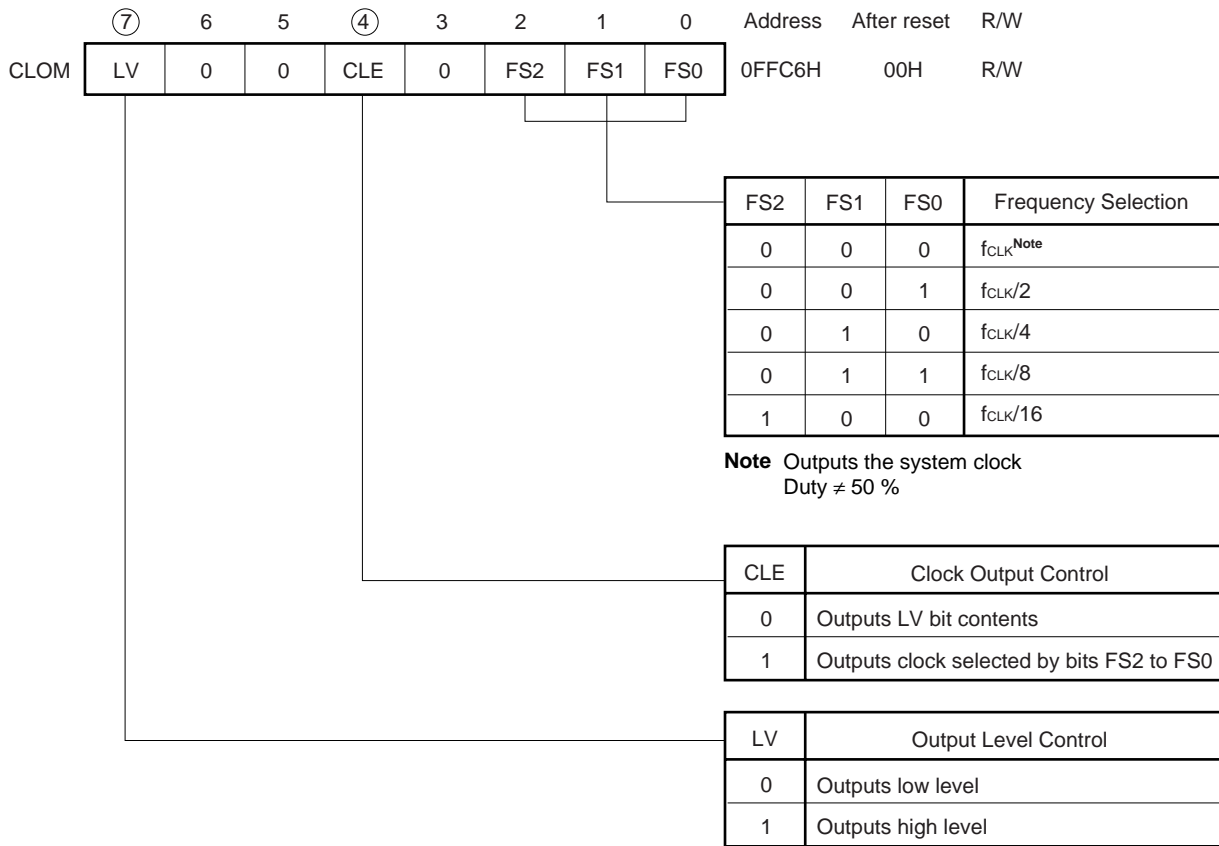 ⑦ 6 5 ④ 3 2 1 0 Address After reset R/W
CLOM LV 0 0 CLE 0 FS2 FS1 FS0 0FFC6H 00H R/W
FS2 FS1 FS0 Frequency Selection
0 0 0 fCLK Note
0 0 1 fCLK/2
0 1 0 fCLK/4
0 1 1 fCLK/8
1 0 0 fCLK/16
Note Outputs the system clock
Duty ≠ 50 %
CLE Clock Output Control
0 Outputs LV bit contents
1 Outputs clock selected by bits FS2 to FS0
LV Output Level Control
0 Outputs low level
1 Outputs high level